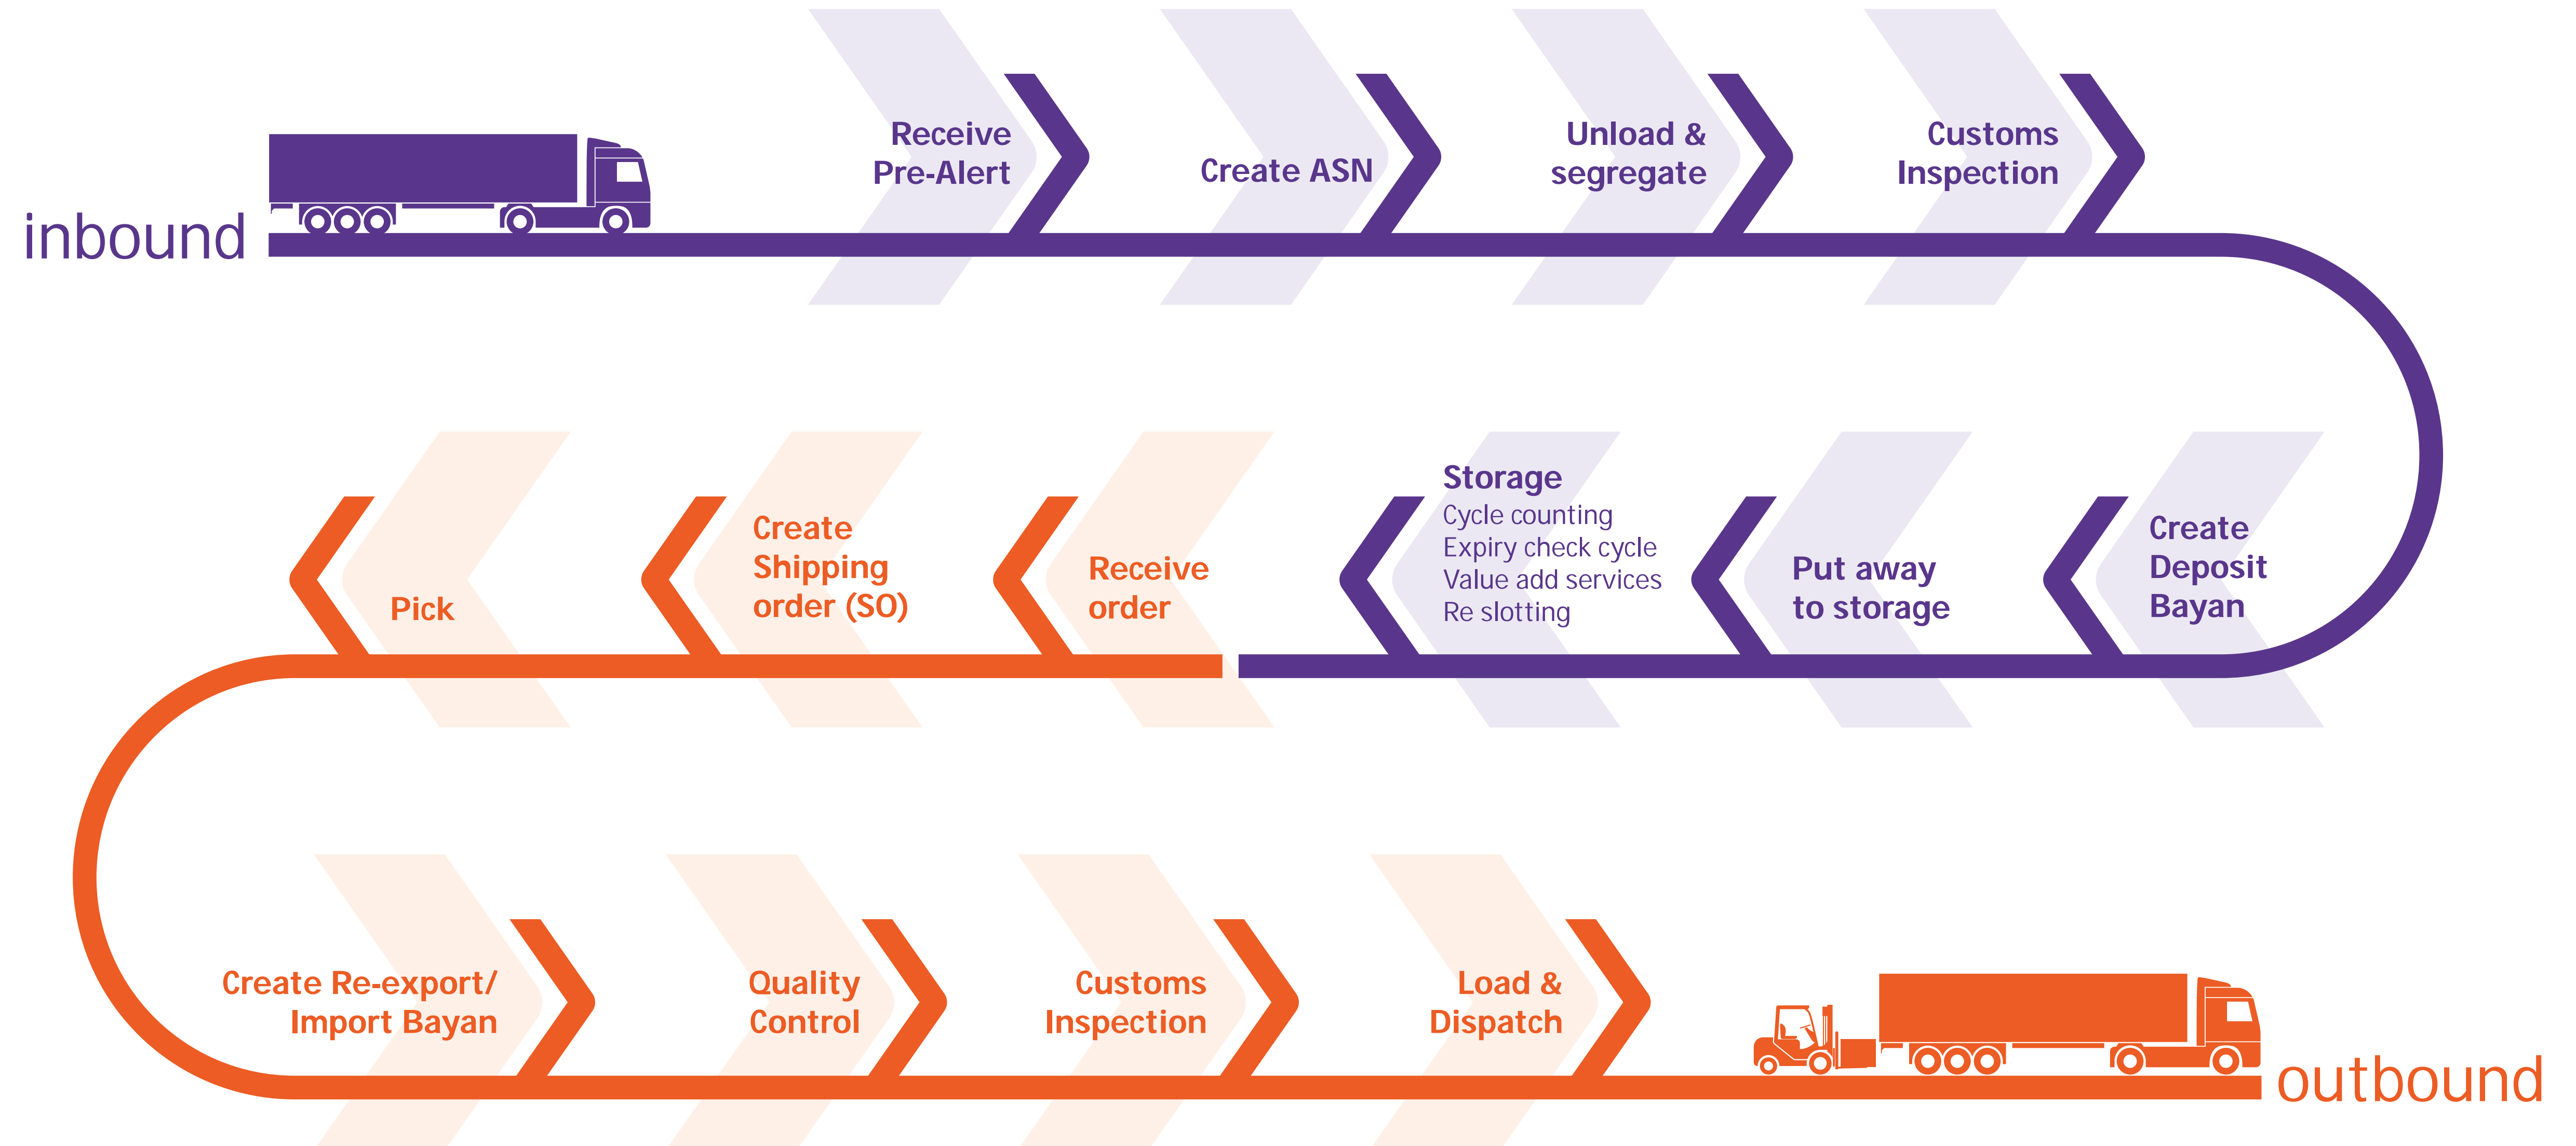 inbound
Receive
Pre-Alert
Create ASN
Unload &
segregate
Customs
Inspection
Create
Deposit
Bayan
Put away
to storage
Storage
Cycle counting
Expiry check cycle
Value add services
Re slotting
Receive
order
Create
Shipping
order (SO)
Pick
Create Re-export/
Import Bayan
Quality
Control
Customs
Inspection
Load &
Dispatch
outbound